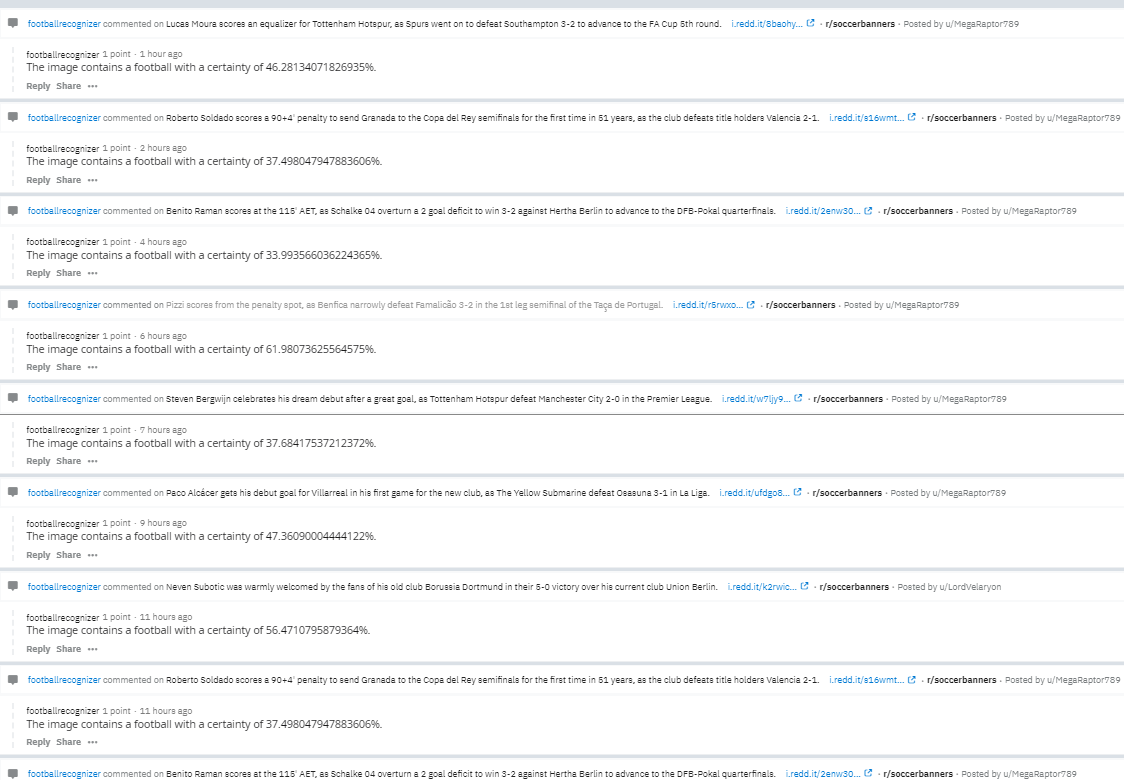 footballrecognizer commented on Lucas Moura scores an equalizer for Tottenham Hotspur, as Spurs went on to defeat Southampton 3-2 to advance to the FA Cup 5th round. i.redd.it/8baohy... · r/soccerbanners · Posted by u/MegaRaptor789
footballrecognizer 1 point · 1 hour ago
The image contains a football with a certainty of 46.28134071826935%.
Reply Share ···
footballrecognizer commented on Roberto Soldado scores a 90+4' penalty to send Granada to the Copa del Rey semifinals for the first time in 51 years, as the club defeats title holders Valencia 2-1. i.redd.it/s16wmt... · r/soccerbanners · Posted by u/MegaRaptor789
footballrecognizer 1 point · 2 hours ago
The image contains a football with a certainty of 37.498047947883606%.
Reply Share ···
footballrecognizer commented on Benito Raman scores at the 115' AET, as Schalke 04 overturn a 2 goal deficit to win 3-2 against Hertha Berlin to advance to the DFB-Pokal quarterfinals. i.redd.it/2enw30... · r/soccerbanners · Posted by u/MegaRaptor789
footballrecognizer 1 point · 4 hours ago
The image contains a football with a certainty of 33.993566036224365%.
Reply Share ···
footballrecognizer commented on Pizzi scores from the penalty spot, as Benfica narrowly defeat Famalicão 3-2 in the 1st leg semifinal of the Taça de Portugal. i.redd.it/r5rwxo... · r/soccerbanners · Posted by u/MegaRaptor789
footballrecognizer 1 point · 6 hours ago
The image contains a football with a certainty of 61.98073625564575%.
Reply Share ···
footballrecognizer commented on Steven Bergwijn celebrates his dream debut after a great goal, as Tottenham Hotspur defeat Manchester City 2-0 in the Premier League. i.redd.it/w7ljy9... · r/soccerbanners · Posted by u/MegaRaptor789
footballrecognizer 1 point · 7 hours ago
The image contains a football with a certainty of 37.68417537212372%.
Reply Share ···
footballrecognizer commented on Paco Alcácer gets his debut goal for Villarreal in his first game for the new club, as The Yellow Submarine defeat Osasuna 3-1 in La Liga. i.redd.it/ufdgo8... · r/soccerbanners · Posted by u/MegaRaptor789
footballrecognizer 1 point · 9 hours ago
The image contains a football with a certainty of 47.36090004444122%.
Reply Share ···
footballrecognizer commented on Neven Subotic was warmly welcomed by the fans of his old club Borussia Dortmund in their 5-0 victory over his current club Union Berlin. i.redd.it/k2rwic... · r/soccerbanners · Posted by u/LordVelaryon
footballrecognizer 1 point · 11 hours ago
The image contains a football with a certainty of 56.47107958793​64%.
Reply Share ···
footballrecognizer commented on Roberto Soldado scores a 90+4' penalty to send Granada to the Copa del Rey semifinals for the first time in 51 years, as the club defeats title holders Valencia 2-1. i.redd.it/s16wmt... · r/soccerbanners · Posted by u/MegaRaptor789
footballrecognizer 1 point · 11 hours ago
The image contains a football with a certainty of 37.498047947883606%.
Reply Share ···
footballrecognizer commented on Benito Raman scores at the 115' AET, as Schalke 04 overturn a 2 goal deficit to win 3-2 against Hertha Berlin to advance to the DFB-Pokal quarterfinals. i.redd.it/2enw30... · r/soccerbanners · Posted by u/MegaRaptor789